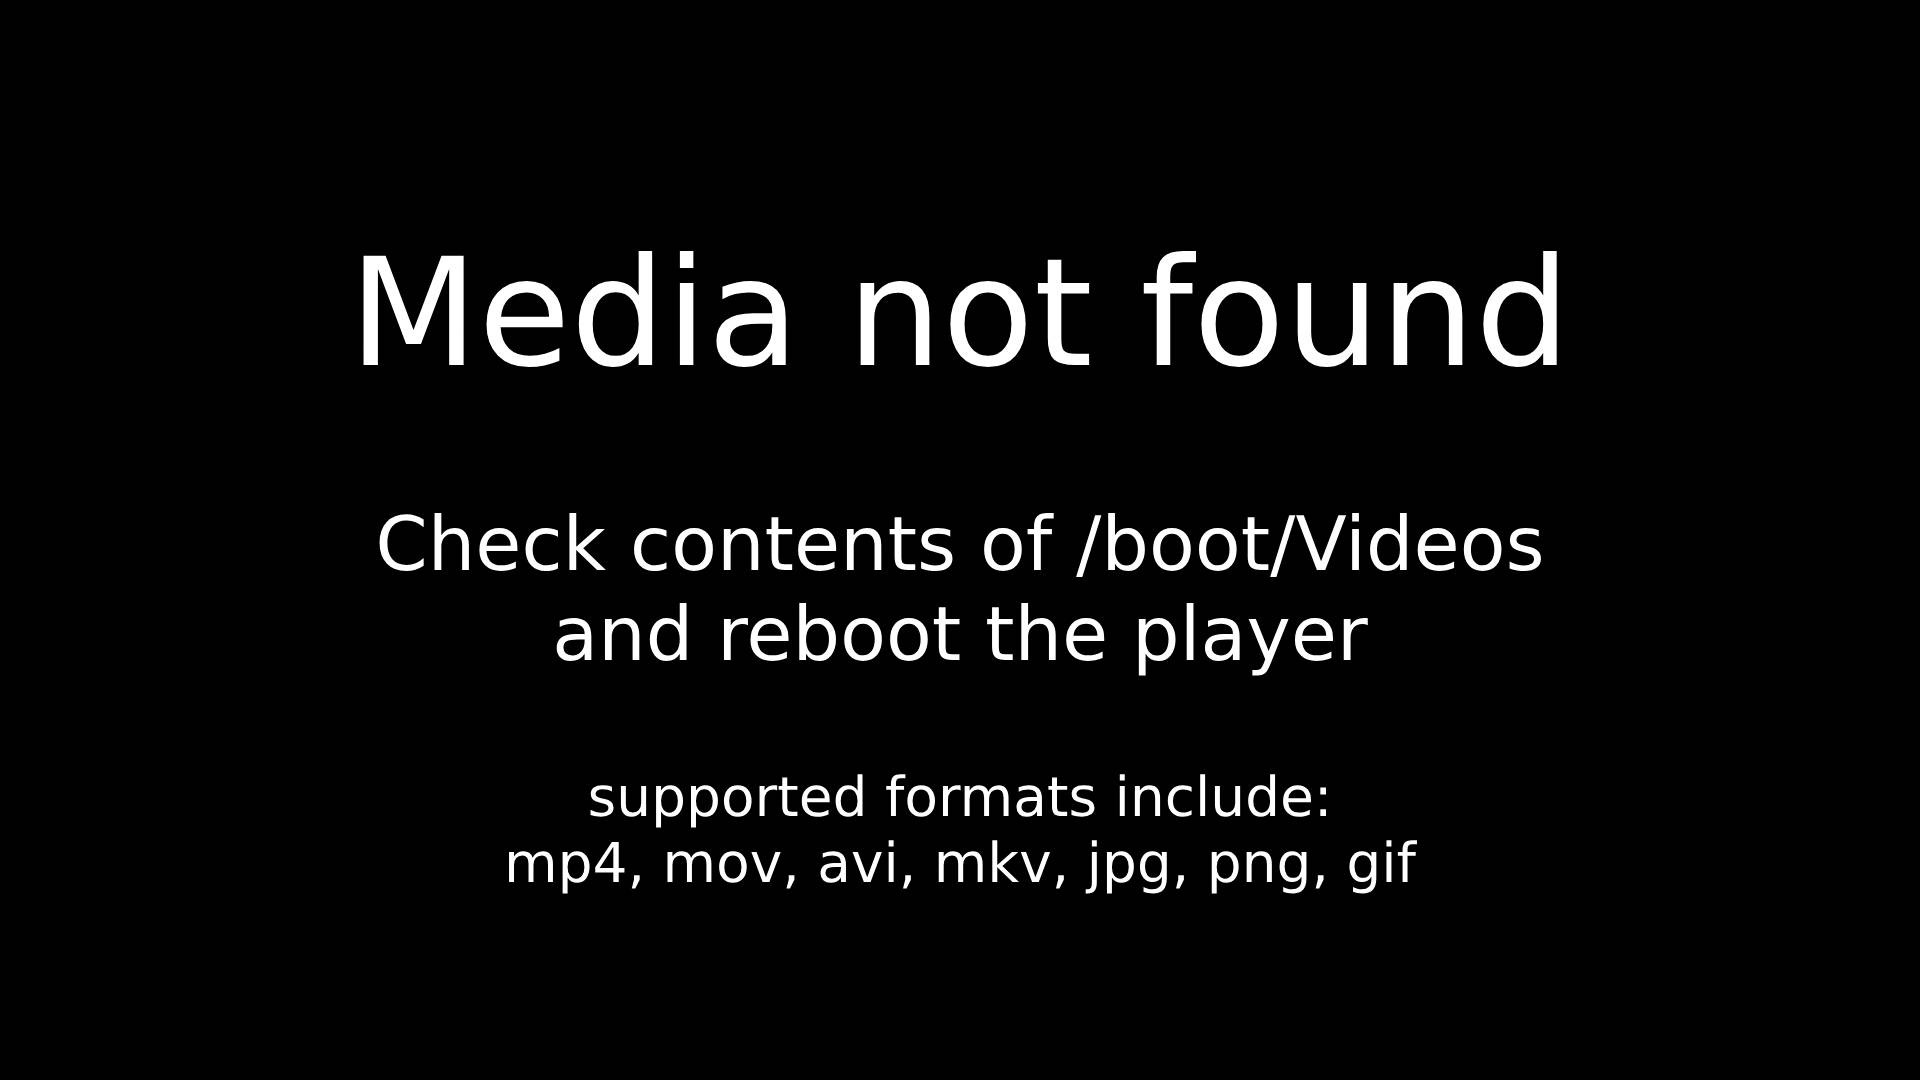 Media not found
Check contents of /boot/Videos
and reboot the player
supported formats include:
mp4, mov, avi, mkv, jpg, png, gif